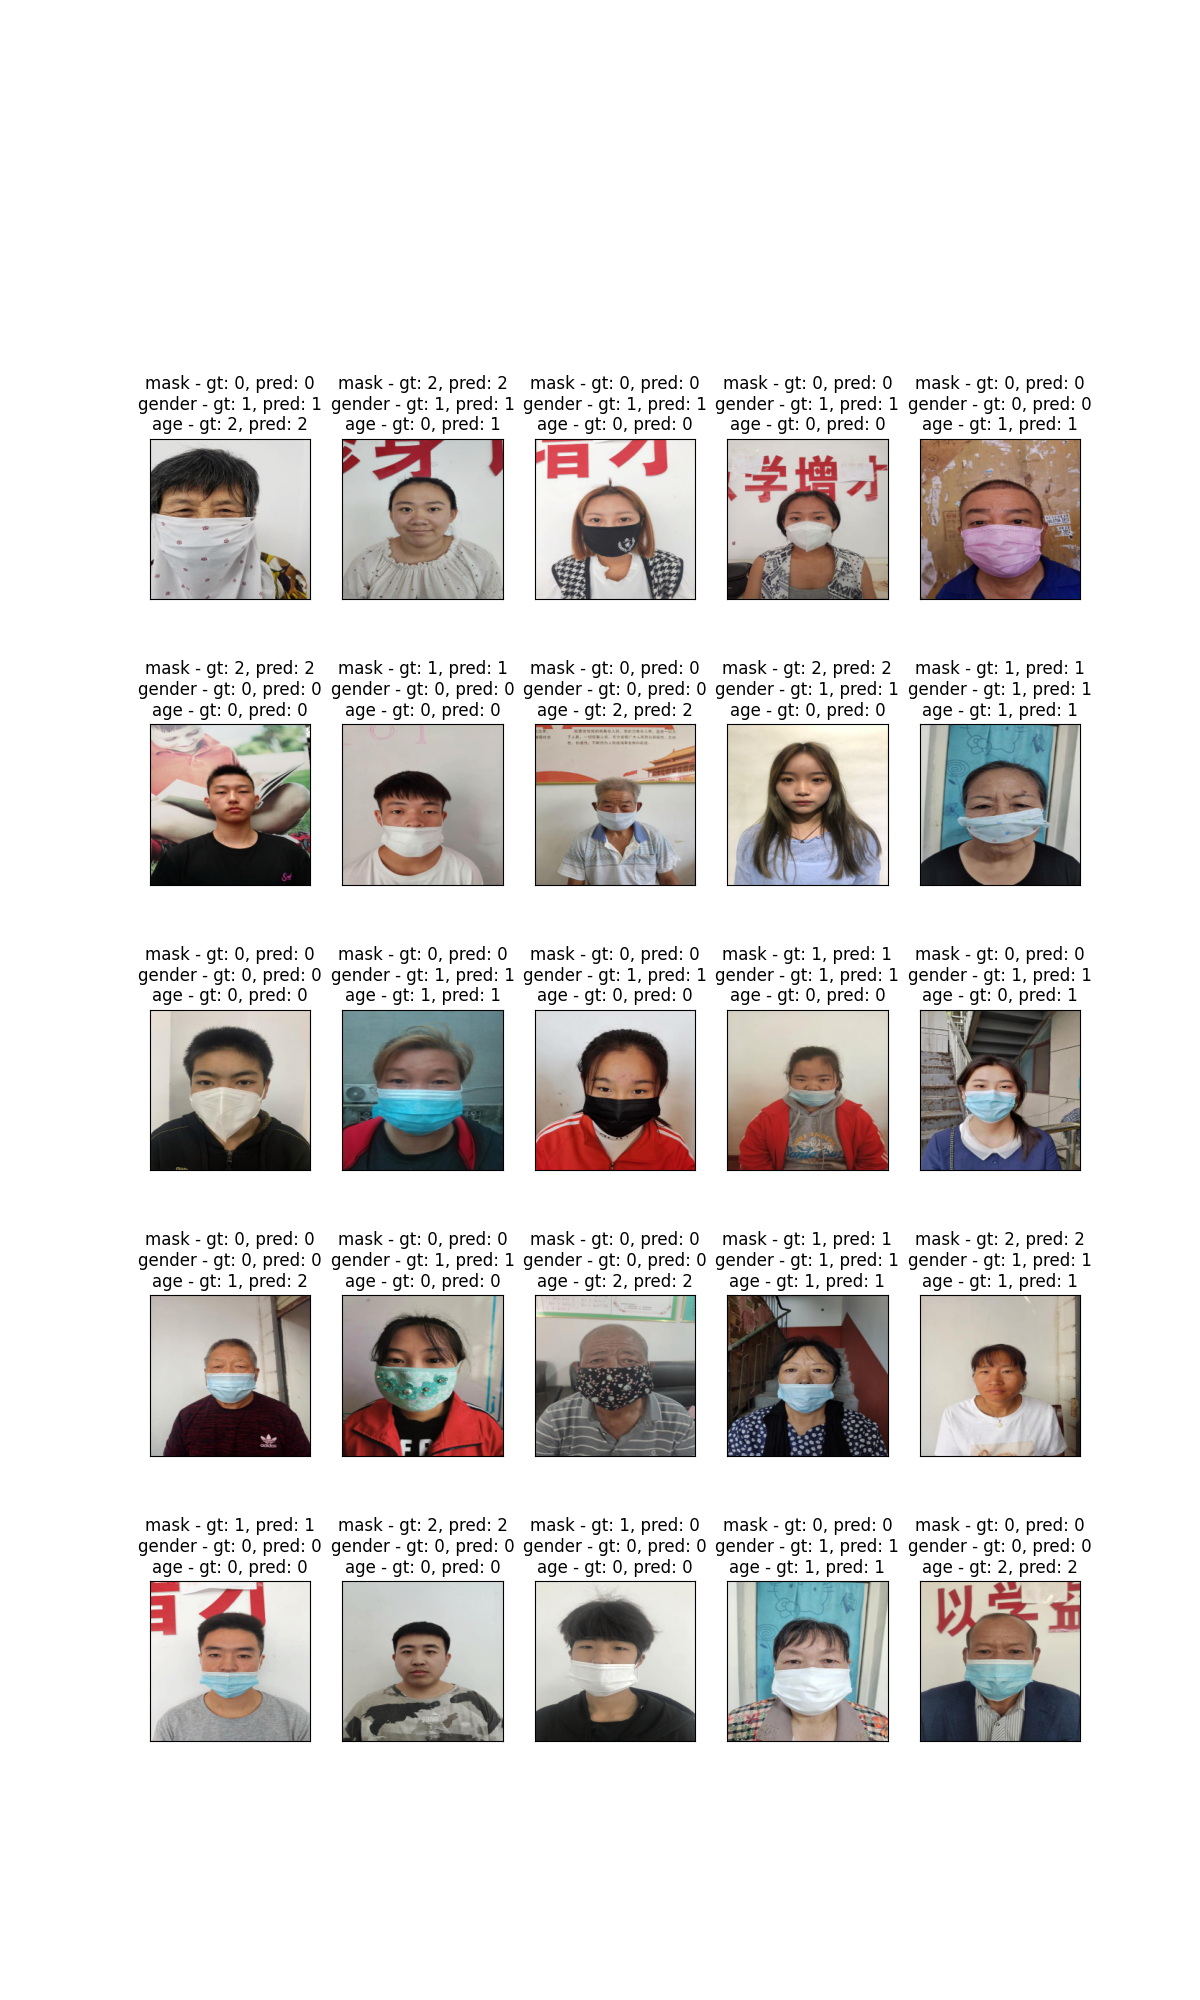 mask - gt: 0, pred: 0
gender - gt: 1, pred: 1
age - gt: 2, pred: 2
mask - gt: 2, pred: 2
gender - gt: 1, pred: 1
age - gt: 0, pred: 1
mask - gt: 0, pred: 0
gender - gt: 1, pred: 1
age - gt: 0, pred: 0
mask - gt: 0, pred: 0
gender - gt: 1, pred: 1
age - gt: 0, pred: 0
mask - gt: 0, pred: 0
gender - gt: 0, pred: 0
age - gt: 1, pred: 1
身
增才
学增才
mask - gt: 2, pred: 2
gender - gt: 0, pred: 0
age - gt: 0, pred: 0
mask - gt: 1, pred: 1
gender - gt: 0, pred: 0
age - gt: 0, pred: 0
mask - gt: 0, pred: 0
gender - gt: 0, pred: 0
age - gt: 2, pred: 2
mask - gt: 2, pred: 2
gender - gt: 1, pred: 1
age - gt: 0, pred: 0
mask - gt: 1, pred: 1
gender - gt: 1, pred: 1
age - gt: 1, pred: 1
mask - gt: 0, pred: 0
gender - gt: 0, pred: 0
age - gt: 0, pred: 0
mask - gt: 0, pred: 0
gender - gt: 1, pred: 1
age - gt: 1, pred: 1
mask - gt: 0, pred: 0
gender - gt: 1, pred: 1
age - gt: 0, pred: 0
mask - gt: 1, pred: 1
gender - gt: 1, pred: 1
age - gt: 0, pred: 0
mask - gt: 0, pred: 0
gender - gt: 1, pred: 1
age - gt: 0, pred: 1
mask - gt: 0, pred: 0
gender - gt: 0, pred: 0
age - gt: 1, pred: 2
mask - gt: 0, pred: 0
gender - gt: 1, pred: 1
age - gt: 0, pred: 0
mask - gt: 0, pred: 0
gender - gt: 0, pred: 0
age - gt: 2, pred: 2
mask - gt: 1, pred: 1
gender - gt: 1, pred: 1
age - gt: 1, pred: 1
mask - gt: 2, pred: 2
gender - gt: 1, pred: 1
age - gt: 1, pred: 1
adidas
mask - gt: 1, pred: 1
gender - gt: 0, pred: 0
age - gt: 0, pred: 0
mask - gt: 2, pred: 2
gender - gt: 0, pred: 0
age - gt: 0, pred: 0
mask - gt: 1, pred: 0
gender - gt: 0, pred: 0
age - gt: 0, pred: 0
mask - gt: 0, pred: 0
gender - gt: 1, pred: 1
age - gt: 1, pred: 1
mask - gt: 0, pred: 0
gender - gt: 0, pred: 0
age - gt: 2, pred: 2
以学益